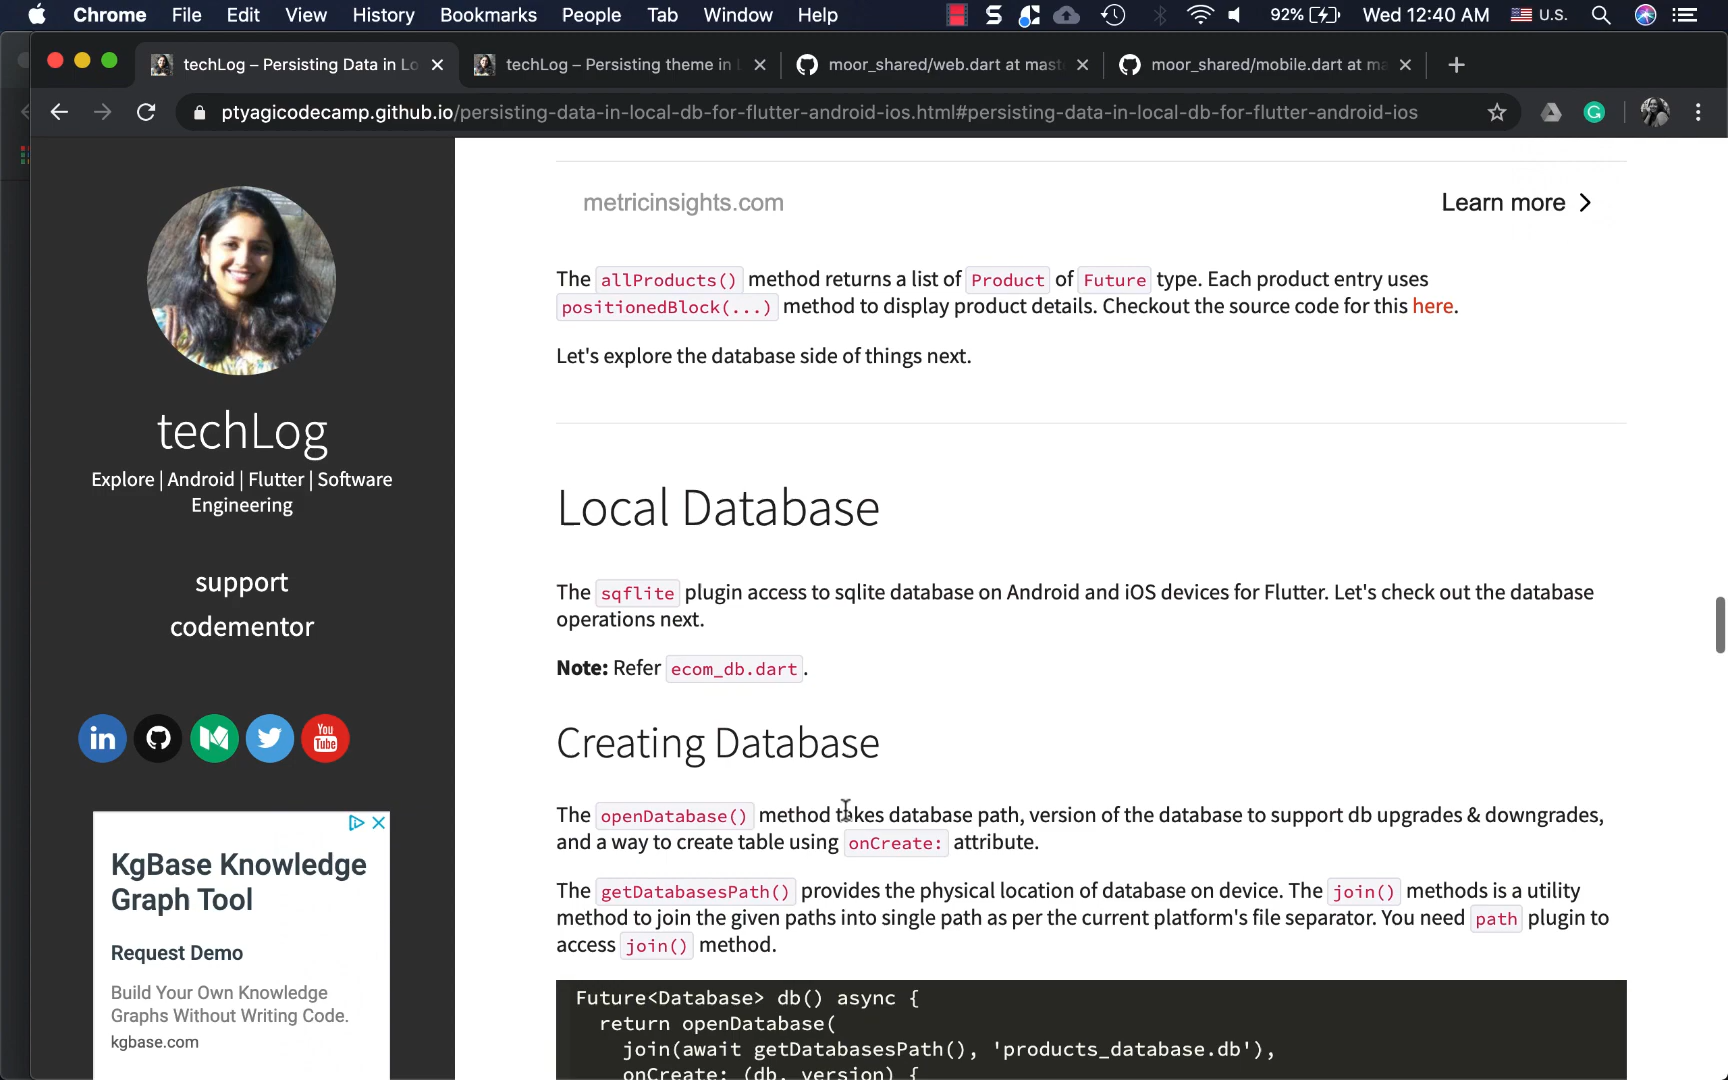 Chrome File Edit View History Bookmarks People Tab Window Help 92% Wed 12:40 AM U.S.
techLog – Persisting Data in Lo techLog – Persisting theme in L moor_shared/web.dart at mast moor_shared/mobile.dart at ma
ptyagicodecamp.github.io/persisting-data-in-local-db-for-flutter-android-ios.html#persisting-data-in-local-db-for-flutter-android-ios
metricinsights.com Learn more
The allProducts() method returns a list of Product of Future type. Each product entry uses
positionedBlock(...) method to display product details. Checkout the source code for this here.
Let's explore the database side of things next.
techLog
Explore | Android | Flutter | Software
Engineering
support
codementor
in
You
Tube
Local Database
The sqflite plugin access to sqlite database on Android and iOS devices for Flutter. Let's check out the database
operations next.
Note: Refer ecom_db.dart.
Creating Database
The openDatabase() method takes database path, version of the database to support db upgrades & downgrades,
and a way to create table using onCreate: attribute.
The getDatabasesPath() provides the physical location of database on device. The join() methods is a utility
method to join the given paths into single path as per the current platform's file separator. You need path plugin to
access join() method.
Future<Database> db() async {
return openDatabase(
join(await getDatabasesPath(), 'products_database.db'),
onCreate: (db, version) {
KgBase Knowledge
Graph Tool
Request Demo
Build Your Own Knowledge
Graphs Without Writing Code.
kgbase.com